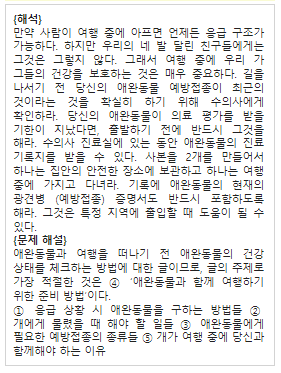 {해석}
만약 사람이 여행 중에 아프면 언제든 응급 구조가
가능하다. 하지만 우리의 네 발 달린 친구들에게는
그것은 그렇지 않다. 그래서 여행 중에 우리 가
그들의 건강을 보호하는 것은 매우 중요하다. 길을
나서기 전 당신의 애완동물 예방접종이 최근의
것이라는 것을 확실히 하기 위해 수의사에게
확인하라. 당신의 애완동물이 의료 평가를 받을
기한이 지났다면, 출발하기 전에 반드시 그것을
해라. 수의사 진료실에 있는 동안 애완동물의 진료
기록지를 받을 수 있다. 사본을 2개를 만들어서
하나는 집안의 안전한 장소에 보관하고 하나는 여행
중에 가지고 다녀라. 기록에 애완동물의 현재의
광견병 (예방접종) 증명서도 반드시 포함하도록
해라. 그것은 특정 지역에 출입할 때 도움이 될 수
있다.
{문제 해설}
애완동물과 여행을 떠나기 전 애완동물의 건강
상태를 체크하는 방법에 대한 글이므로, 글의 주제로
가장 적절한 것은 ④ ‘애완동물과 함께 여행하기
위한 준비 방법’이다.
① 응급 상황 시 애완동물을 구하는 방법들 ②
개에게 물렸을 때 해야 할 일들 ③ 애완동물에게
필요한 예방접종의 종류들 ⑤ 개가 여행 중에 당신과
함께해야 하는 이유